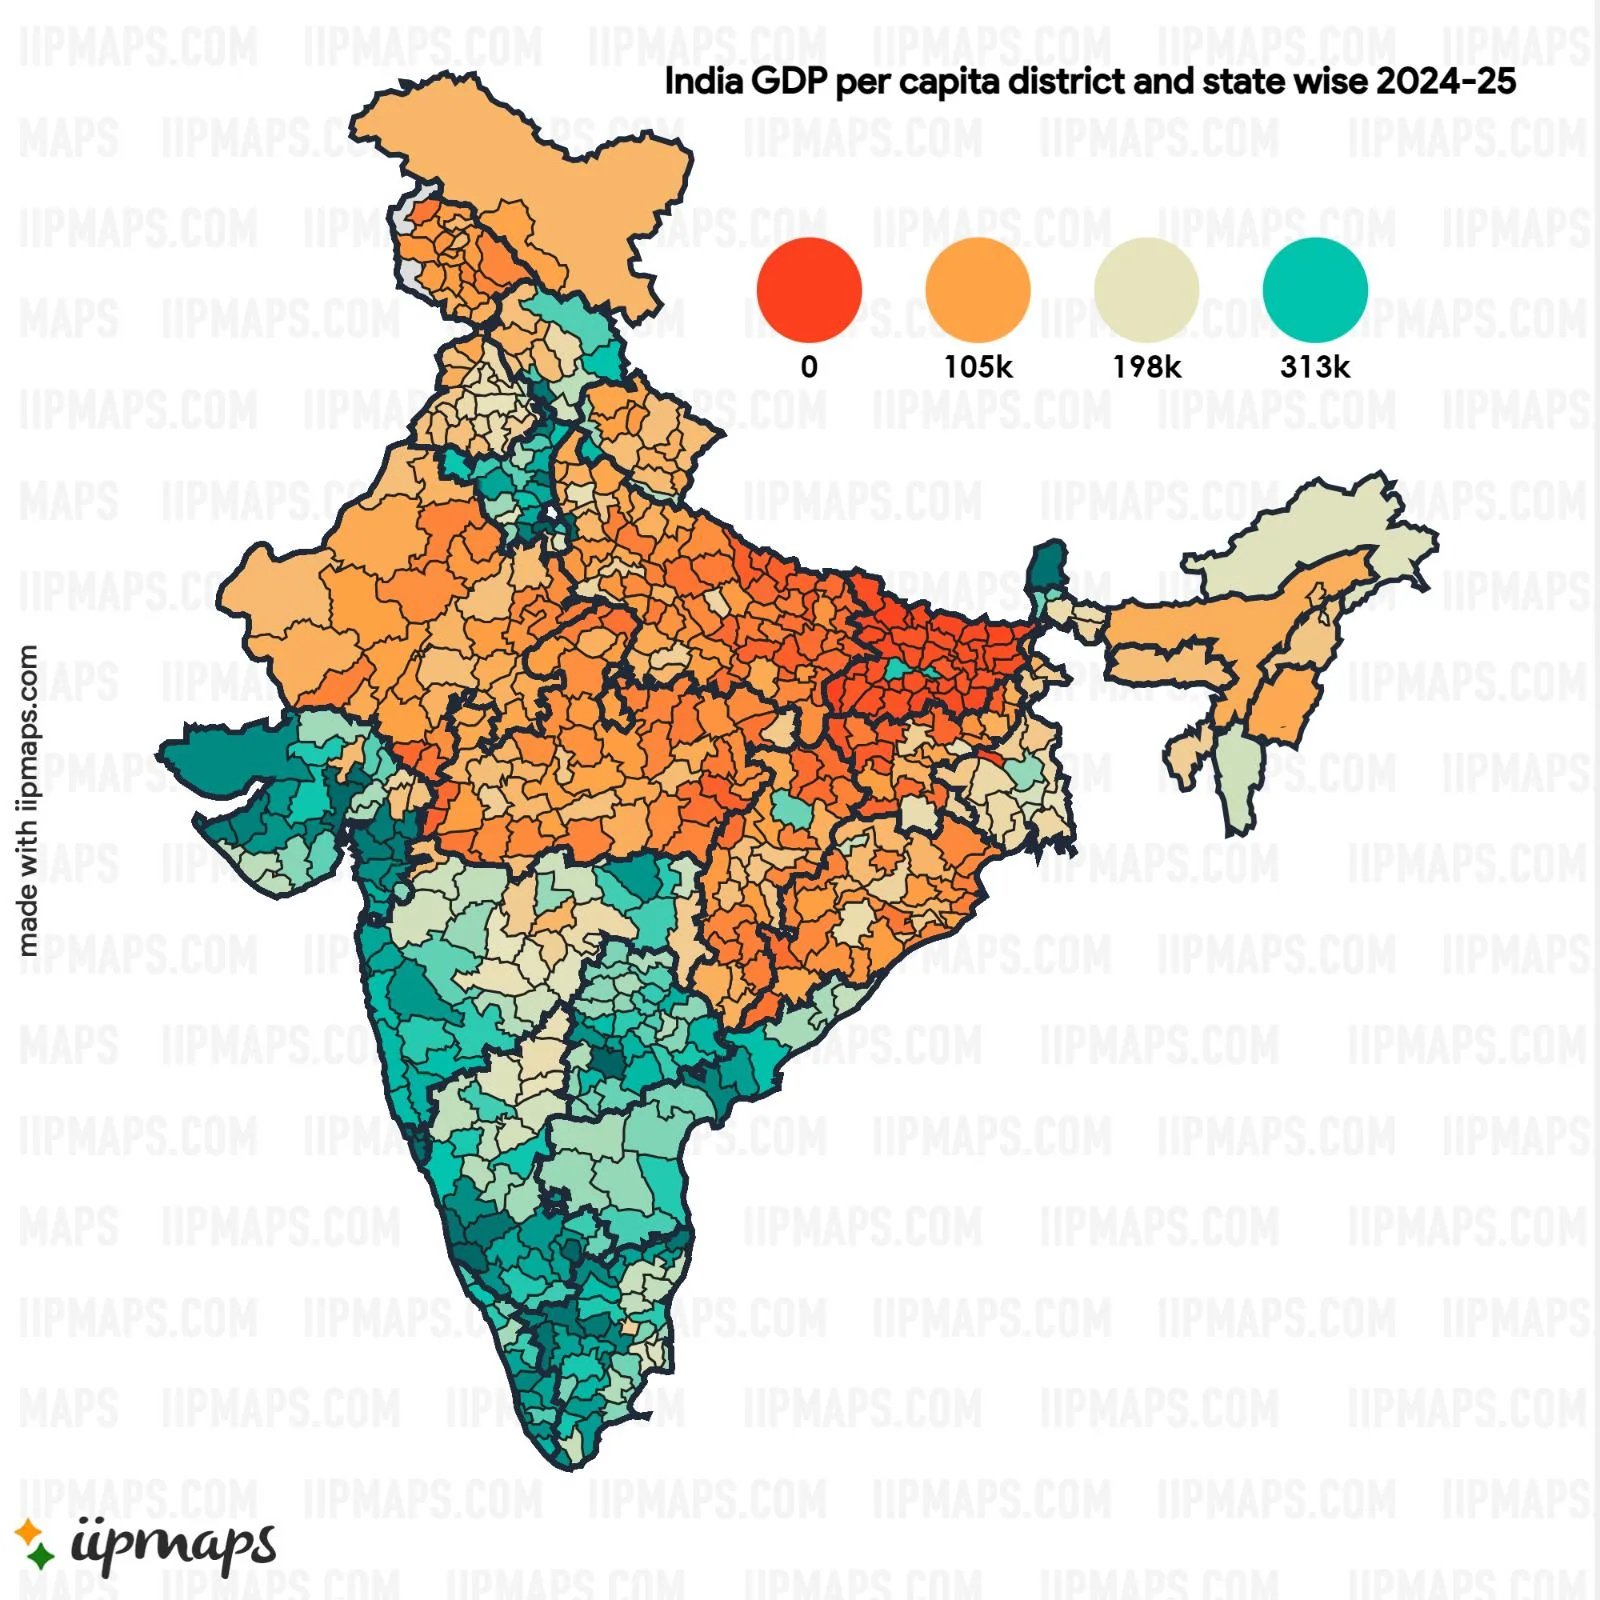 India GDP per capita district and state wise 2024-25
0 105k 198k 313k
made with iipmaps.com
iipmaps
IIPMAPS.COM